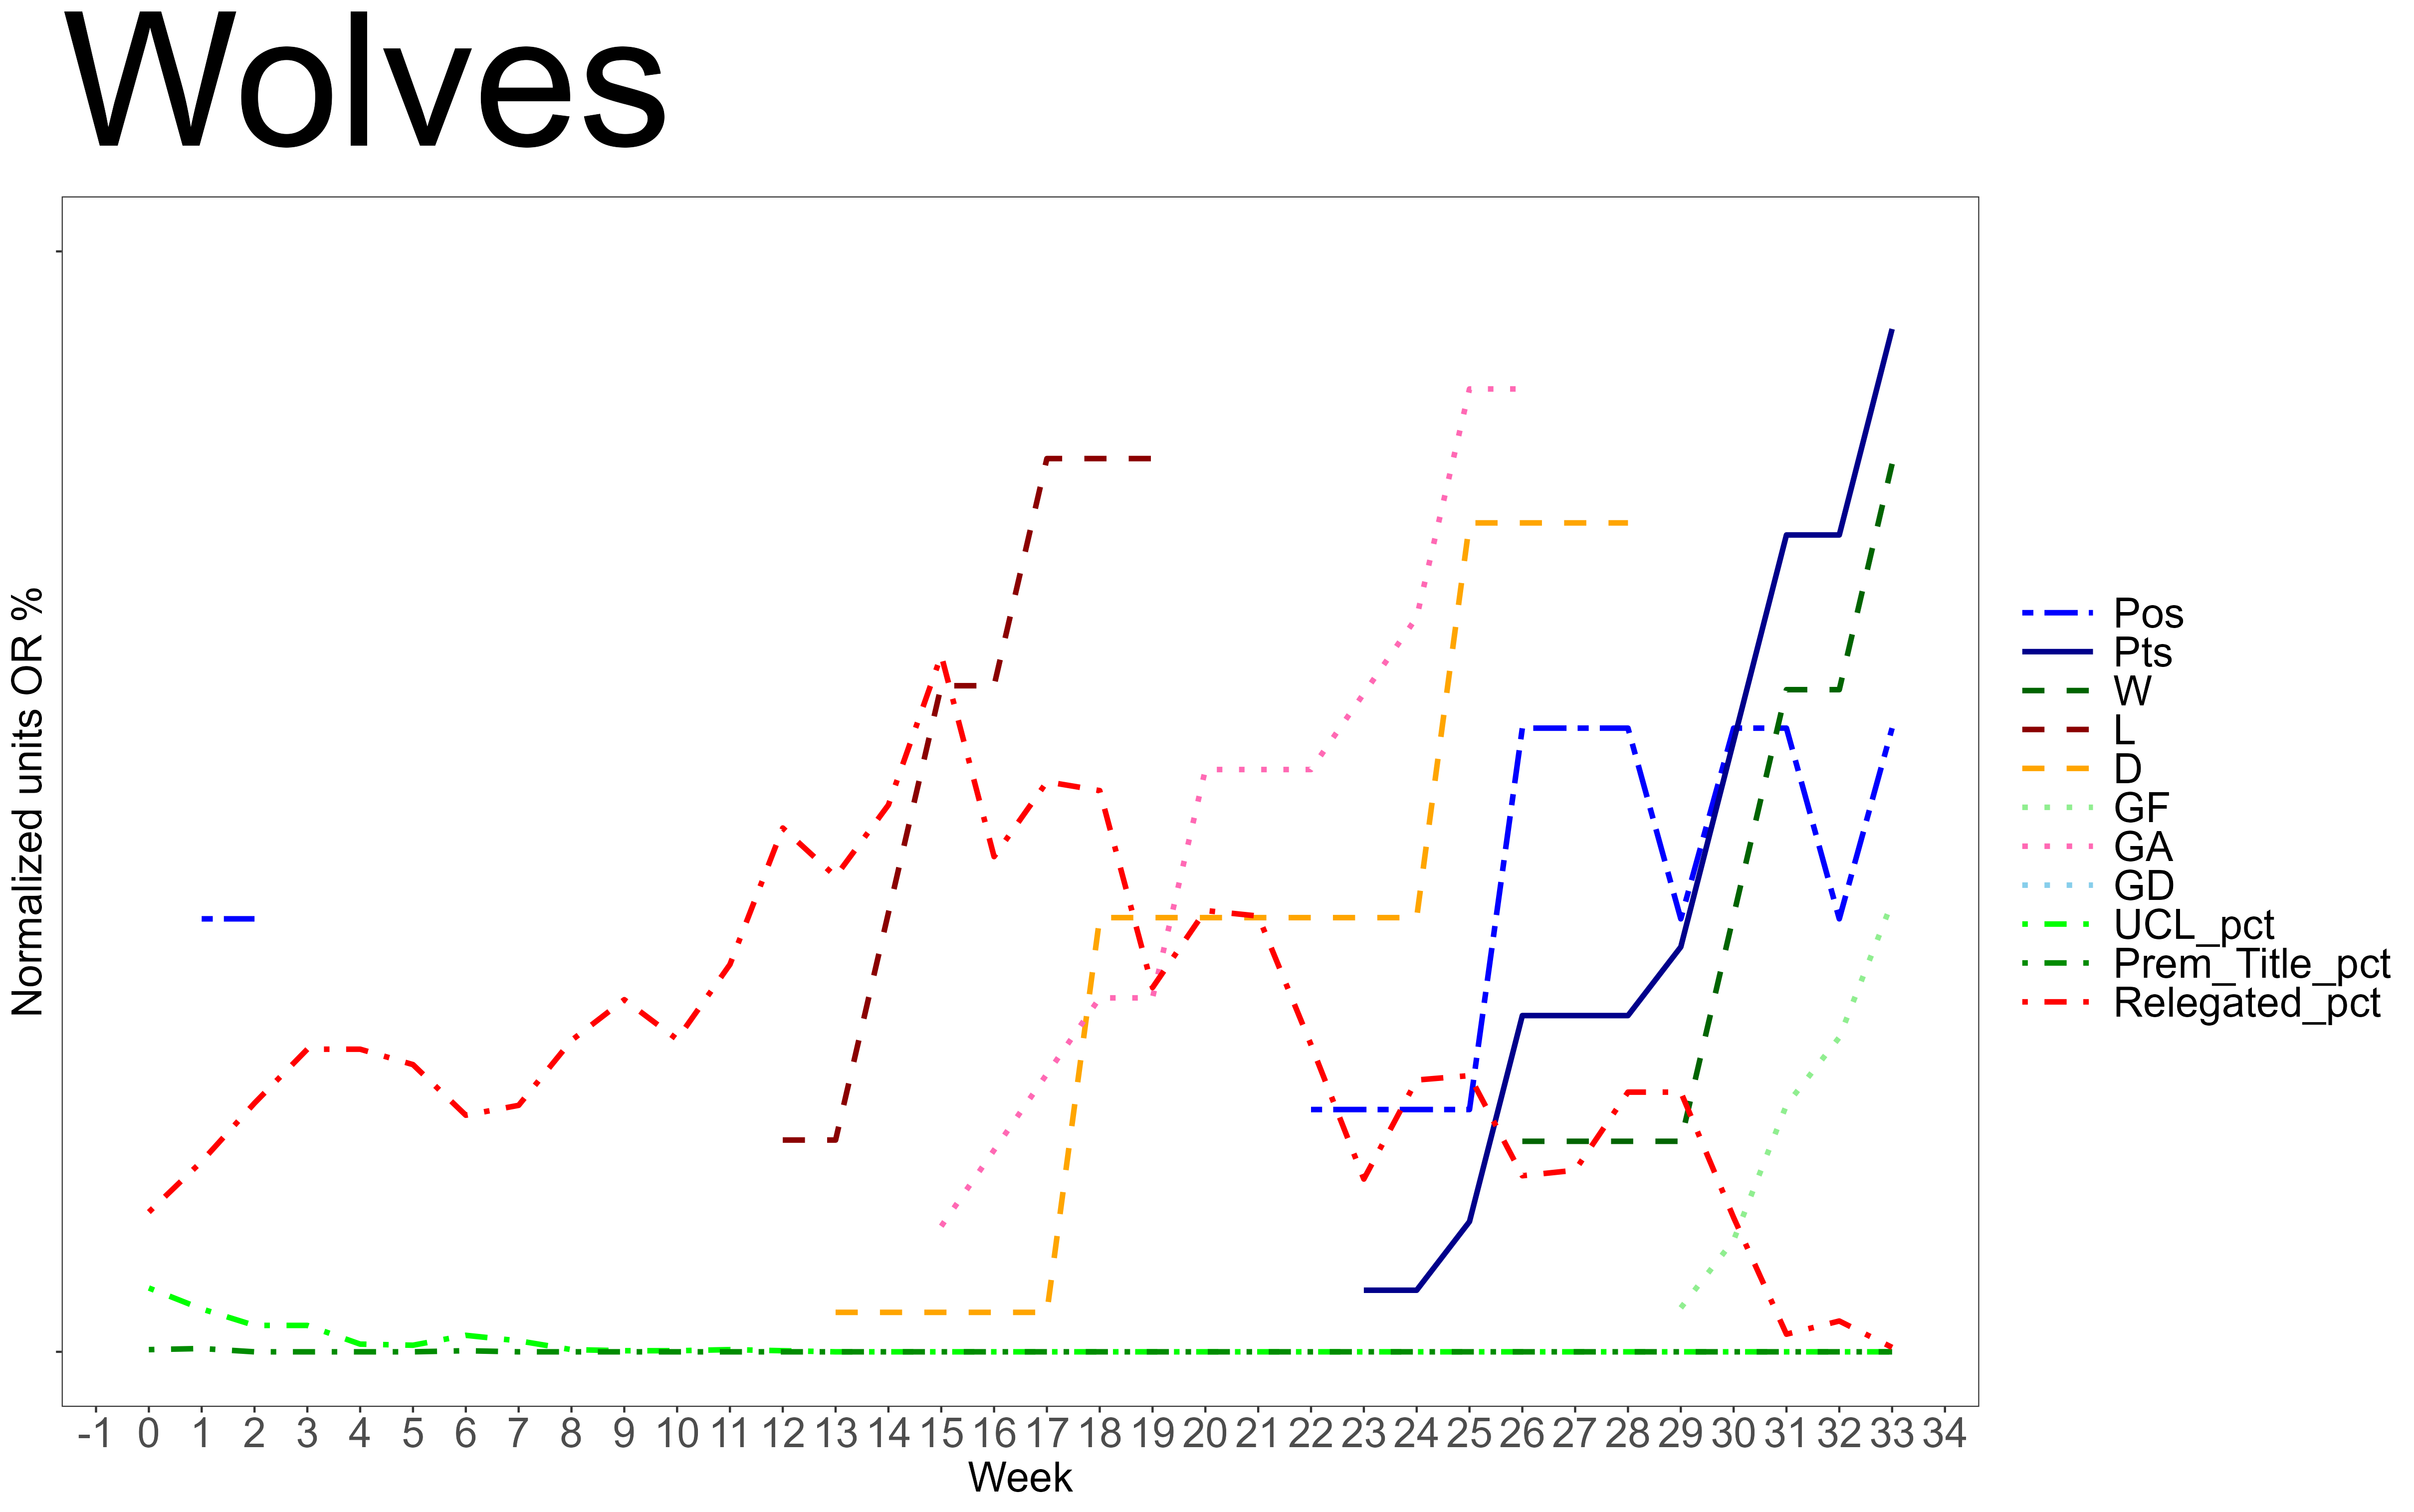 Wolves
Normalized units OR %
Pos
Pts
W
L
D
GF
GA
GD
UCL_pct
Prem_Title_pct
Relegated_pct
-1 0 1 2 3 4 5 6 7 8 9 10 11 12 13 14 15 16 17 18 19 20 21 22 23 24 25 26 27 28 29 30 31 32 33 34
Week